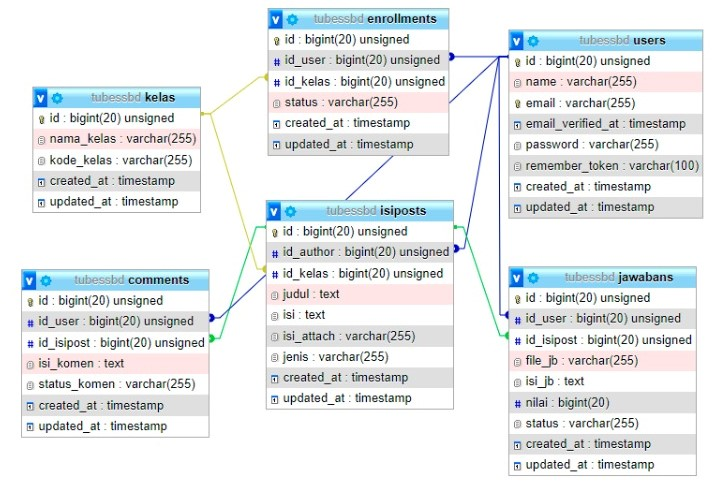 tubessbd enrollments
id : bigint(20) unsigned
id_user : bigint(20) unsigned
id_kelas : bigint(20) unsigned
status : varchar(255)
created_at : timestamp
updated_at : timestamp
tubessbd users
id : bigint(20) unsigned
name : varchar(255)
email : varchar(255)
email_verified_at : timestamp
password : varchar(255)
remember_token : varchar(100)
created_at : timestamp
updated_at : timestamp
tubessbd kelas
id : bigint(20) unsigned
nama_kelas : varchar(255)
kode_kelas : varchar(255)
created_at : timestamp
updated_at : timestamp
tubessbd isiposts
id : bigint(20) unsigned
id_author : bigint(20) unsigned
id_kelas : bigint(20) unsigned
judul : text
isi : text
isi_attach : varchar(255)
jenis : varchar(255)
created_at : timestamp
updated_at : timestamp
tubessbd comments
id : bigint(20) unsigned
id_user : bigint(20) unsigned
id_isipost : bigint(20) unsigned
isi_komen : text
status_komen : varchar(255)
created_at : timestamp
updated_at : timestamp
tubessbd jawabans
id : bigint(20) unsigned
id_user : bigint(20) unsigned
id_isipost : bigint(20) unsigned
file_jb : varchar(255)
isi_jb : text
nilai : bigint(20)
status : varchar(255)
created_at : timestamp
updated_at : timestamp